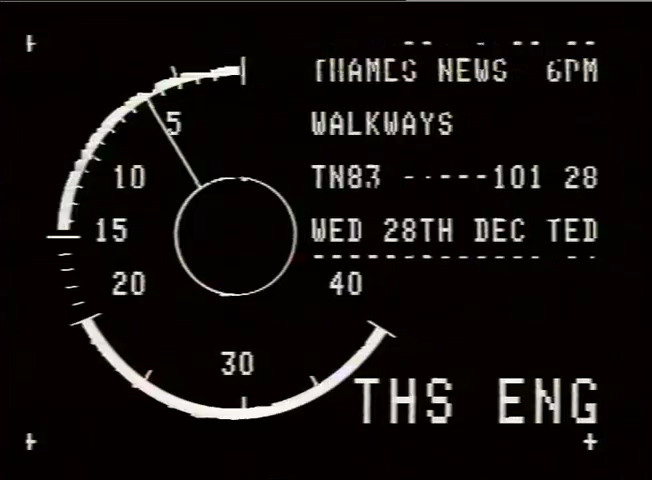 THAMES NEWS 6PM
5
WALKWAYS
10
TN83 -----101 28
15
WED 28TH DEC TED
20
40
30
THS ENG